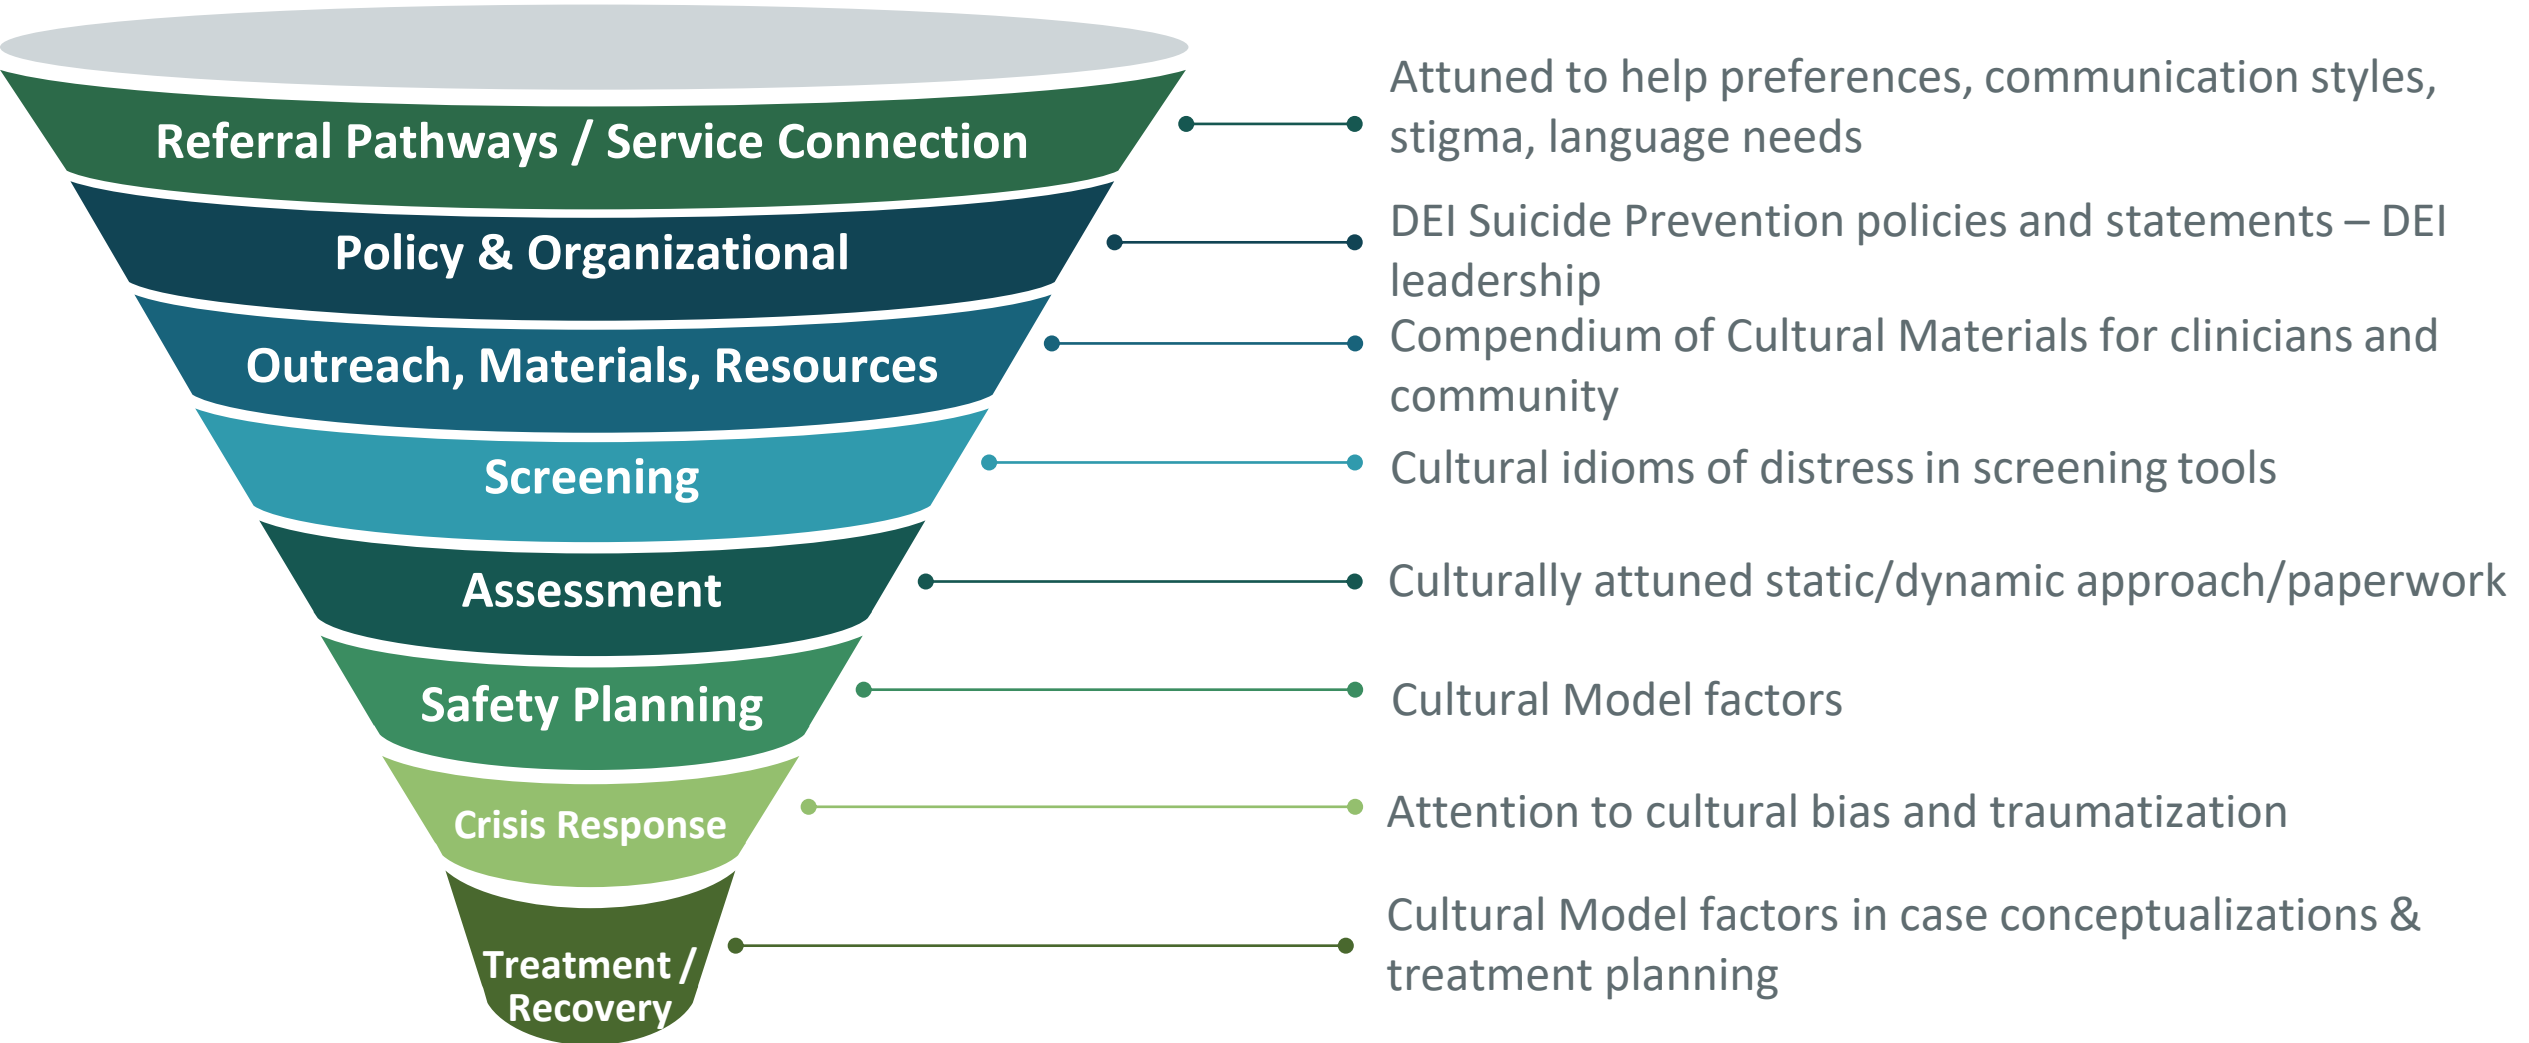 Referral Pathways / Service Connection
Attuned to help preferences, communication styles,
stigma, language needs
Policy & Organizational
DEI Suicide Prevention policies and statements – DEI
leadership
Outreach, Materials, Resources
Compendium of Cultural Materials for clinicians and
community
Screening
Cultural idioms of distress in screening tools
Assessment
Culturally attuned static/dynamic approach/paperwork
Safety Planning
Cultural Model factors
Crisis Response
Attention to cultural bias and traumatization
Treatment /
Recovery
Cultural Model factors in case conceptualizations &
treatment planning